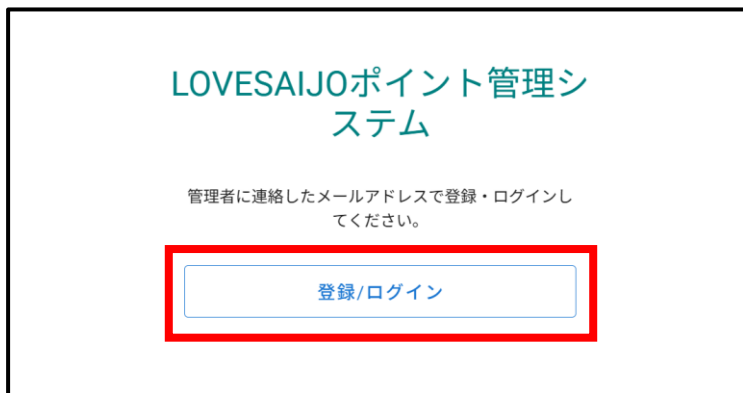 LOVESAIJOポイント管理シ
ステム
管理者に連絡したメールアドレスで登録・ログインし
てください。
登録/ログイン